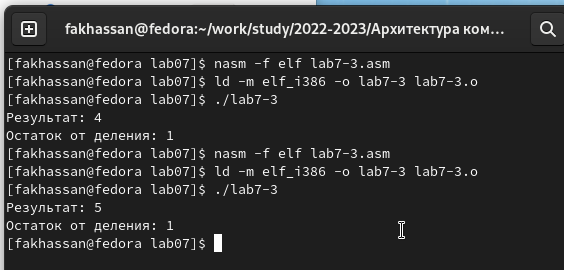 fakhassan@fedora:~/work/study/2022-2023/Архитектура ком...
[fakhassan@fedora lab07]$ nasm -f elf lab7-3.asm
[fakhassan@fedora lab07]$ ld -m elf_i386 -o lab7-3 lab7-3.o
[fakhassan@fedora lab07]$ ./lab7-3
Результат: 4
Остаток от деления: 1
[fakhassan@fedora lab07]$ nasm -f elf lab7-3.asm
[fakhassan@fedora lab07]$ ld -m elf_i386 -o lab7-3 lab7-3.o
[fakhassan@fedora lab07]$ ./lab7-3
Результат: 5
Остаток от деления: 1
[fakhassan@fedora lab07]$